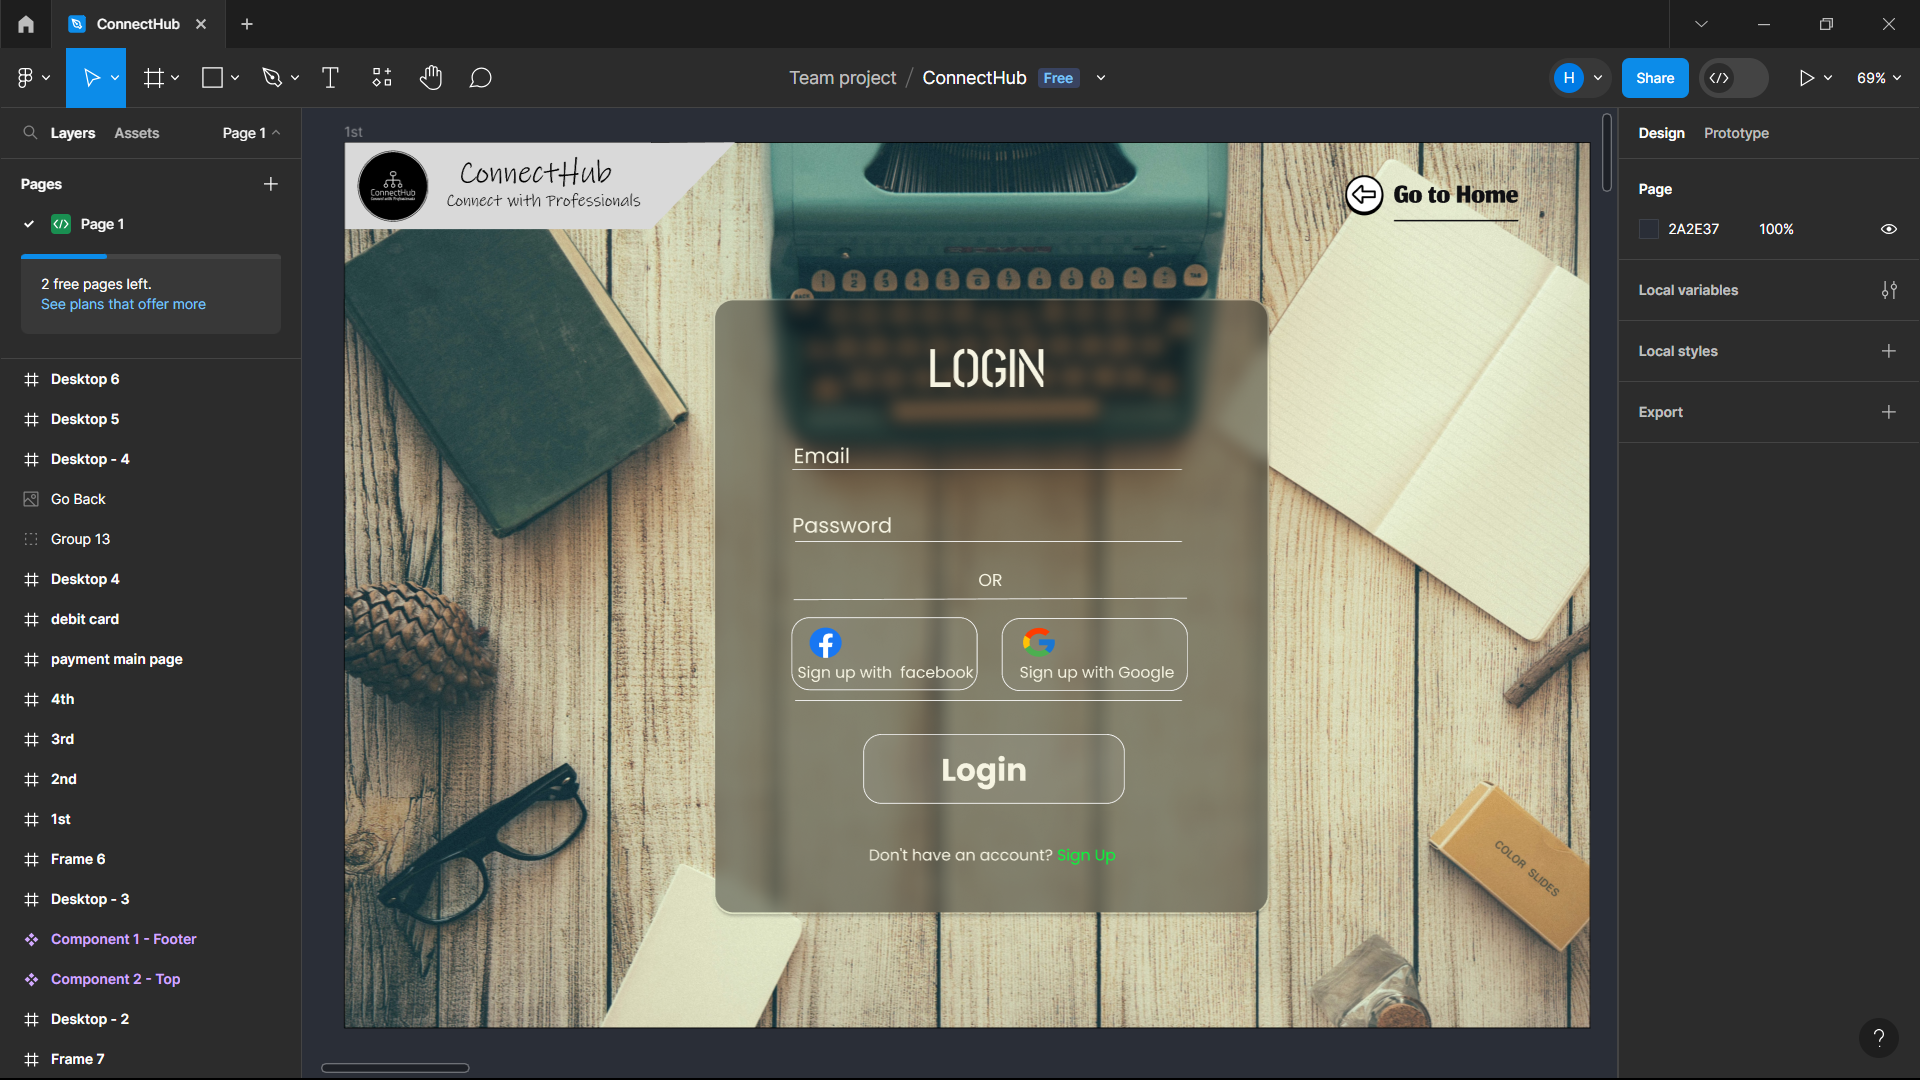 ConnectHub
Team project / ConnectHub Free
H
Share
69%
Layers Assets Page 1
Pages
Page 1
2 free pages left.
See plans that offer more
Desktop 6
Desktop 5
Desktop - 4
Go Back
Group 13
Desktop 4
debit card
payment main page
4th
3rd
2nd
1st
Frame 6
Desktop - 3
Component 1 - Footer
Component 2 - Top
Desktop - 2
Frame 7
1st
ConnectHub
Connect with Professionals
ConnectHub
Connect with Professionals
Go to Home
LOGIN
Email
Password
OR
Sign up with facebook
Sign up with Google
Login
Don't have an account? Sign Up
COLOR SLIDES
Design Prototype
Page
2A2E37 100%
Local variables
Local styles
Export
?